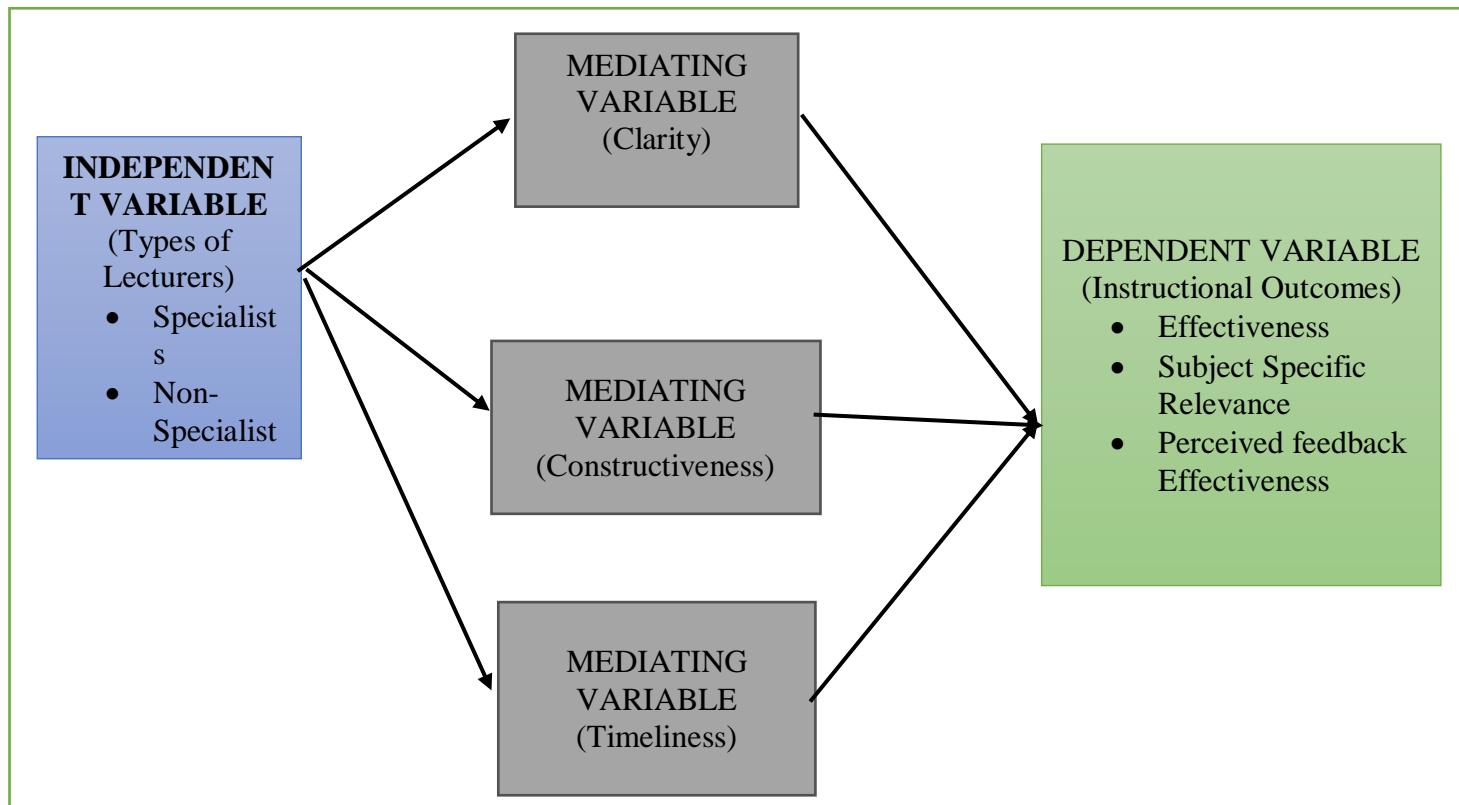 INDEPENDEN
T VARIABLE
(Types of
Lecturers)
• Specialist
s
• Non-
Specialist
MEDIATING
VARIABLE
(Clarity)
MEDIATING
VARIABLE
(Constructiveness)
MEDIATING
VARIABLE
(Timeliness)
DEPENDENT VARIABLE
(Instructional Outcomes)
• Effectiveness
• Subject Specific
Relevance
• Perceived feedback
Effectiveness